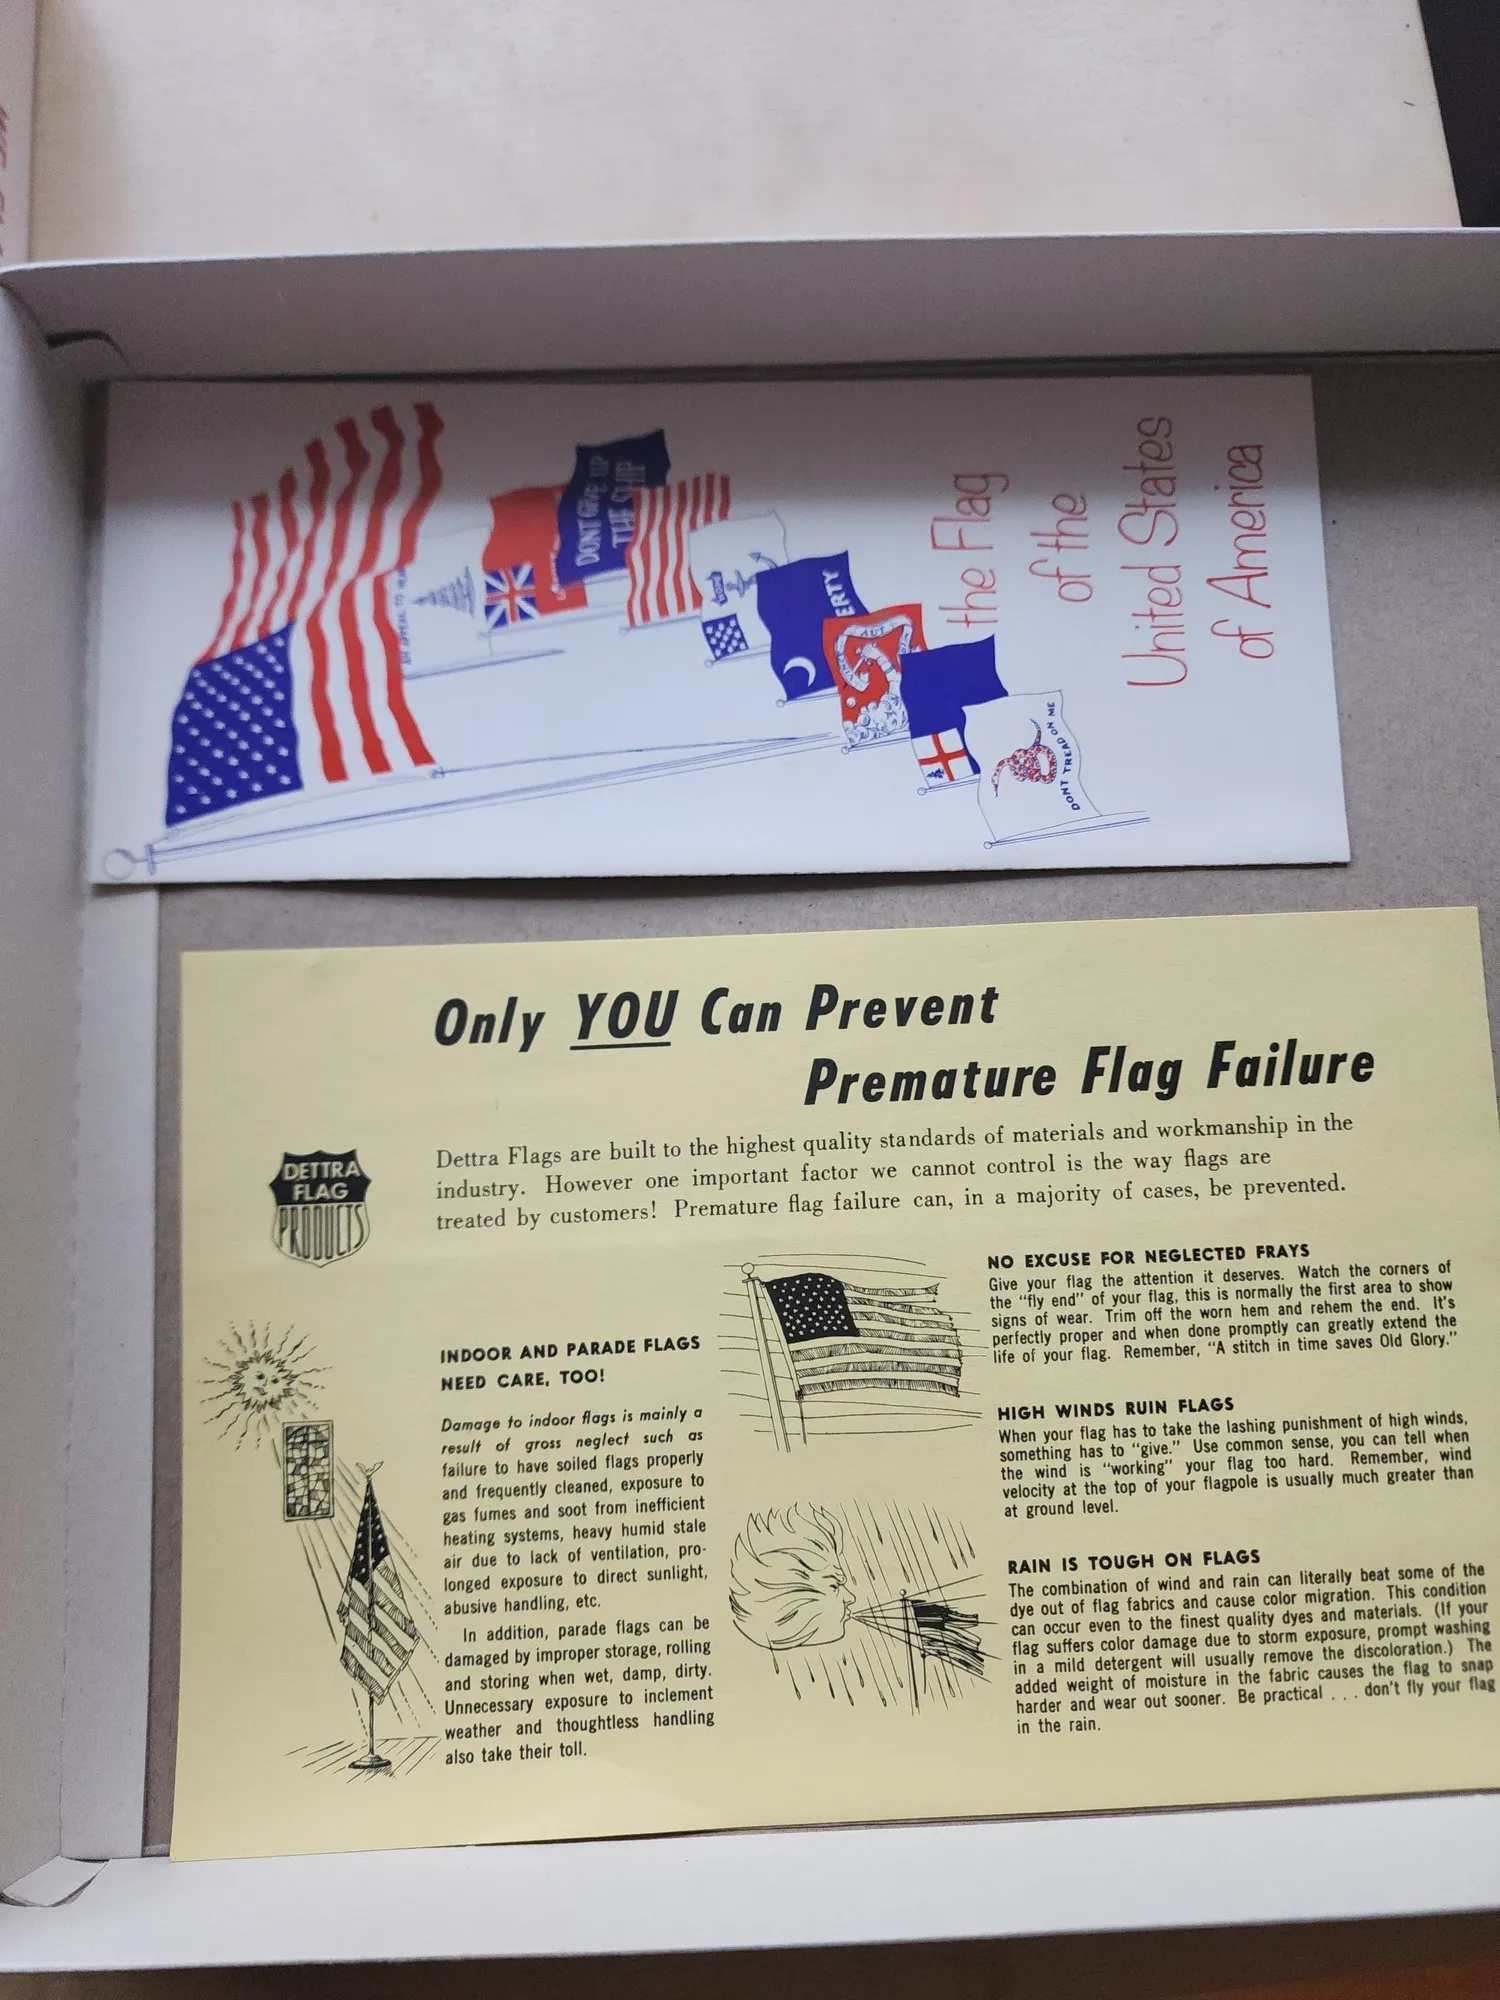 the Flag
of the
United States
of America
AN APPEAL TO
DONT GIVE UP
THE SHIP
ERTY
DONT TREAD ON ME
Only YOU Can Prevent
Premature Flag Failure
DETTRA
FLAG
PRODUCTS
Dettra Flags are built to the highest quality standards of materials and workmanship in the
industry. However one important factor we cannot control is the way flags are
treated by customers! Premature flag failure can, in a majority of cases, be prevented.
INDOOR AND PARADE FLAGS
NEED CARE, TOO!
Damage to indoor flags is mainly a
result of gross neglect such as
failure to have soiled flags properly
and frequently cleaned, exposure to
gas fumes and soot from inefficient
heating systems, heavy humid stale
air due to lack of ventilation, pro-
longed exposure to direct sunlight,
abusive handling, etc.
In addition, parade flags can be
damaged by improper storage, rolling
and storing when wet, damp, dirty.
Unnecessary exposure to inclement
weather and thoughtless handling
also take their toll.
NO EXCUSE FOR NEGLECTED FRAYS
Give your flag the attention it deserves. Watch the corners of
the "fly end" of your flag, this is normally the first area to show
signs of wear. Trim off the worn hem and rehem the end. It's
perfectly proper and when done promptly can greatly extend the
life of your flag. Remember, "A stitch in time saves Old Glory."
HIGH WINDS RUIN FLAGS
When your flag has to take the lashing punishment of high winds,
something has to "give." Use common sense, you can tell when
the wind is "working" your flag too hard. Remember, wind
velocity at the top of your flagpole is usually much greater than
at ground level.
RAIN IS TOUGH ON FLAGS
The combination of wind and rain can literally beat some of the
dye out of flag fabrics and cause color migration. This condition
can occur even to the finest quality dyes and materials. (If your
flag suffers color damage due to storm exposure, prompt washing
in a mild detergent will usually remove the discoloration.) The
added weight of moisture in the fabric causes the flag to snap
harder and wear out sooner. Be practical . . . don't fly your flag
in the rain.